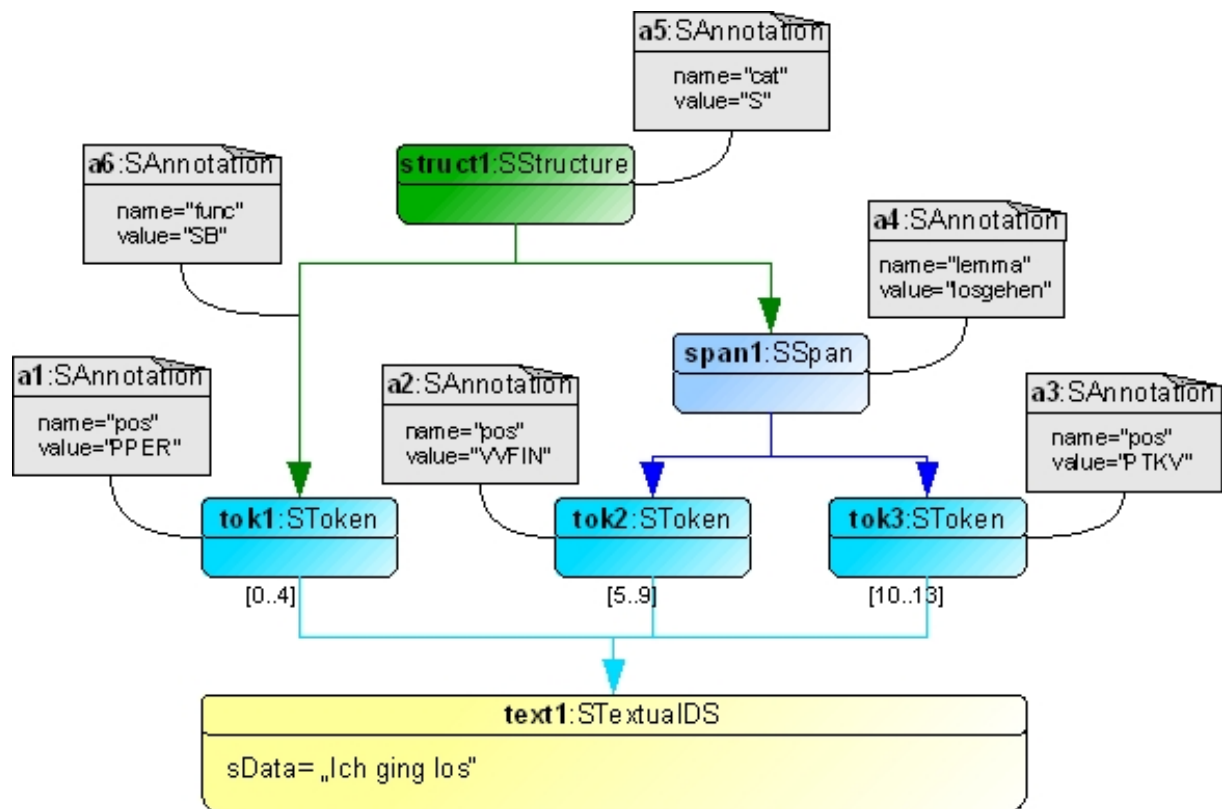 a5:SAnnotation
name="cat"
value="S"
a6:SAnnotation
name="func"
value="SB"
struct1:SStructure
a4:SAnnotation
name="lemma"
value="losgehen"
span1:SSpan
a1:SAnnotation
name="pos"
value="PPER"
a2:SAnnotation
name="pos"
value="VVFIN"
a3:SAnnotation
name="pos"
value="PTKV"
tok1:SToken
tok2:SToken
tok3:SToken
[0..4]
[5..9]
[10..13]
text1:STextualDS
sData= „Ich ging los"